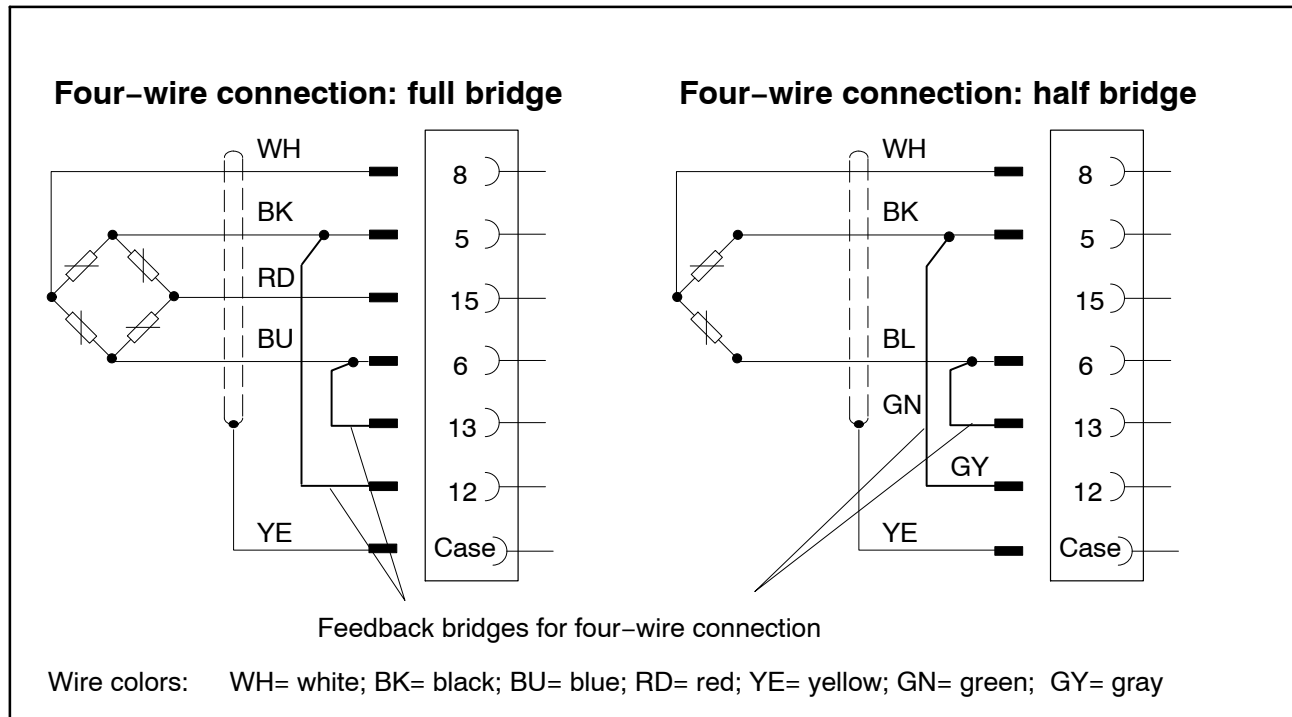 Four−wire connection: full bridge
WH
8
BK
5
RD
15
BU
6
13
12
YE
Case
Four−wire connection: half bridge
WH
8
BK
5
15
BL
6
GN
13
GY
12
YE
Case
Feedback bridges for four−wire connection
Wire colors: WH= white; BK= black; BU= blue; RD= red; YE= yellow; GN= green; GY= gray